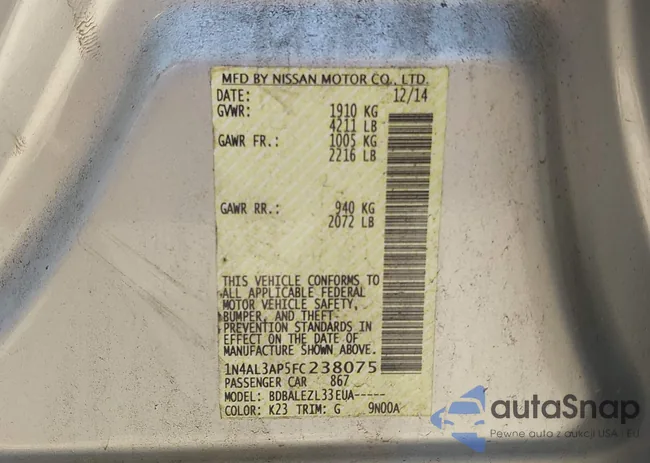 MFD BY NISSAN MOTOR CO., LTD.
DATE: 12/14
GVWR: 1910 KG
4211 LB
GAWR FR.: 1005 KG
2216 LB
GAWR RR.: 940 KG
2072 LB
THIS VEHICLE CONFORMS TO
ALL APPLICABLE FEDERAL
MOTOR VEHICLE SAFETY,
BUMPER, AND THEFT
PREVENTION STANDARDS IN
EFFECT ON THE DATE OF
MANUFACTURE SHOWN ABOVE.
1N4AL3AP5FC238075
PASSENGER CAR 867
MODEL: BDBALEZL33EUA-----
COLOR: K23 TRIM: G 9N00A
autoSnap
Pewne auta z aukcji USA i EU